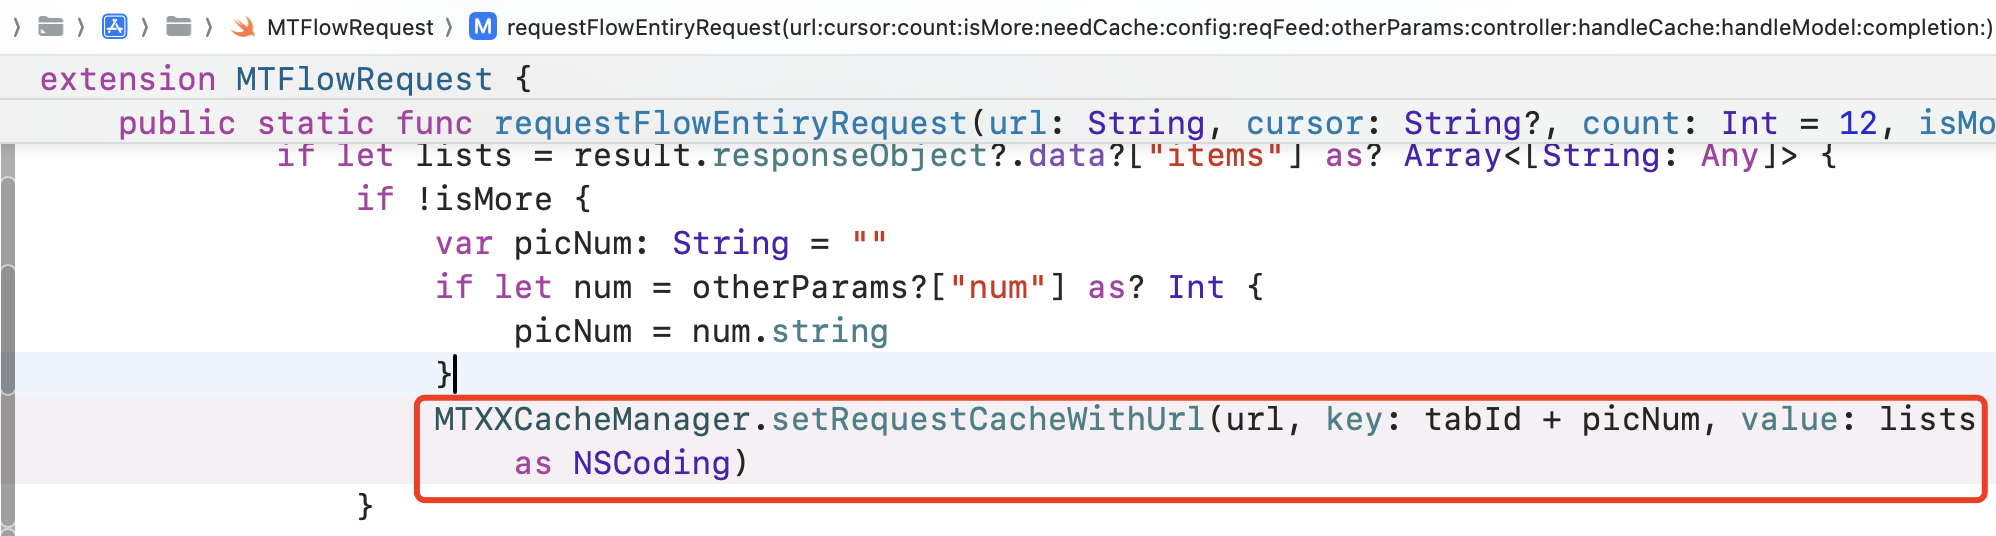 MTFlowRequest 〉 M requestFlowEntiryRequest(url:cursor:count:isMore:needCache:config:reqFeed:otherParams:controller:handleCache:handleModel:completion:)
extension MTFlowRequest {
public static func requestFlowEntiryRequest(url: String, cursor: String?, count: Int = 12, isMo
if let lists = result.responseObject?.data?["items"] as? Array<[String: Any]> {
if !isMore {
var picNum: String = ""
if let num = otherParams?["num"] as? Int {
picNum = num.string
}
MTXXCacheManager.setRequestCacheWithUrl(url, key: tabId + picNum, value: lists
as NSCoding)
}